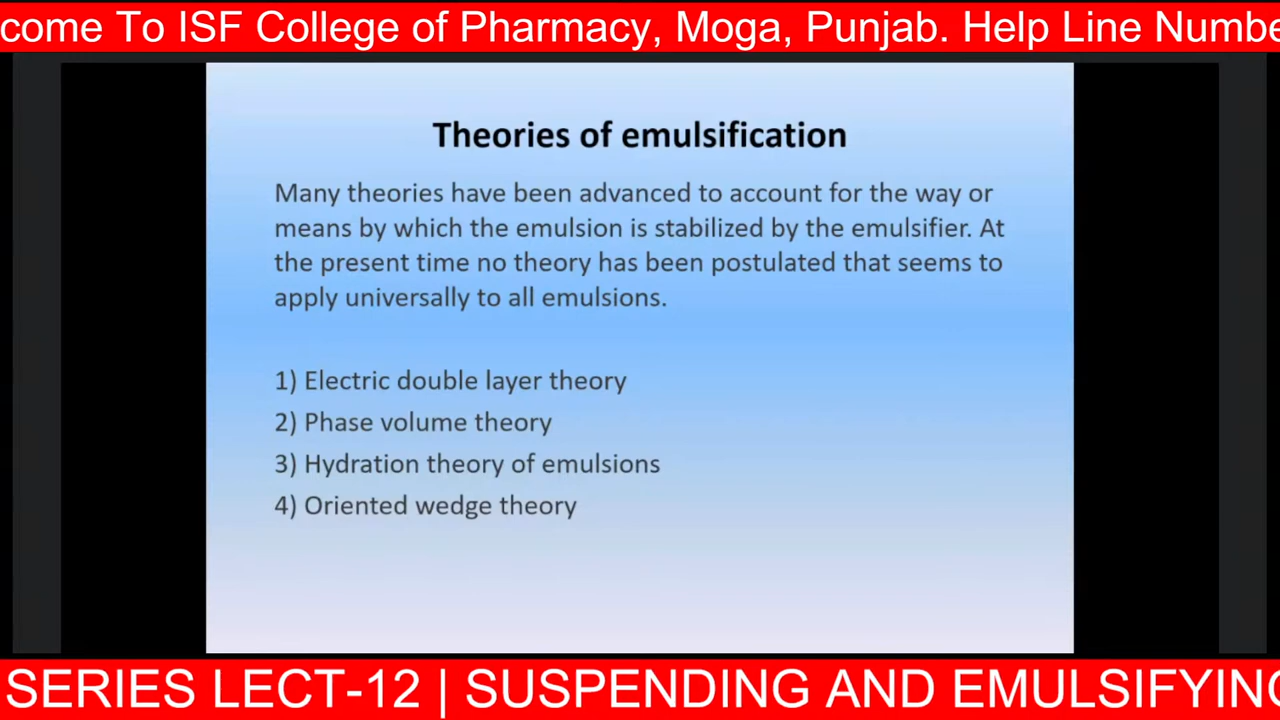 To ISF College of Pharmacy, Moga, Punjab. Help Line
Theories of emulsification
Many theories have been advanced to account for the way or
means by which the emulsion is stabilized by the emulsifier. At
the present time no theory has been postulated that seems to
apply universally to all emulsions.
1) Electric double layer theory
2) Phase volume theory
3) Hydration theory of emulsions
4) Oriented wedge theory
SERIES LECT-12 | SUSPENDING AND